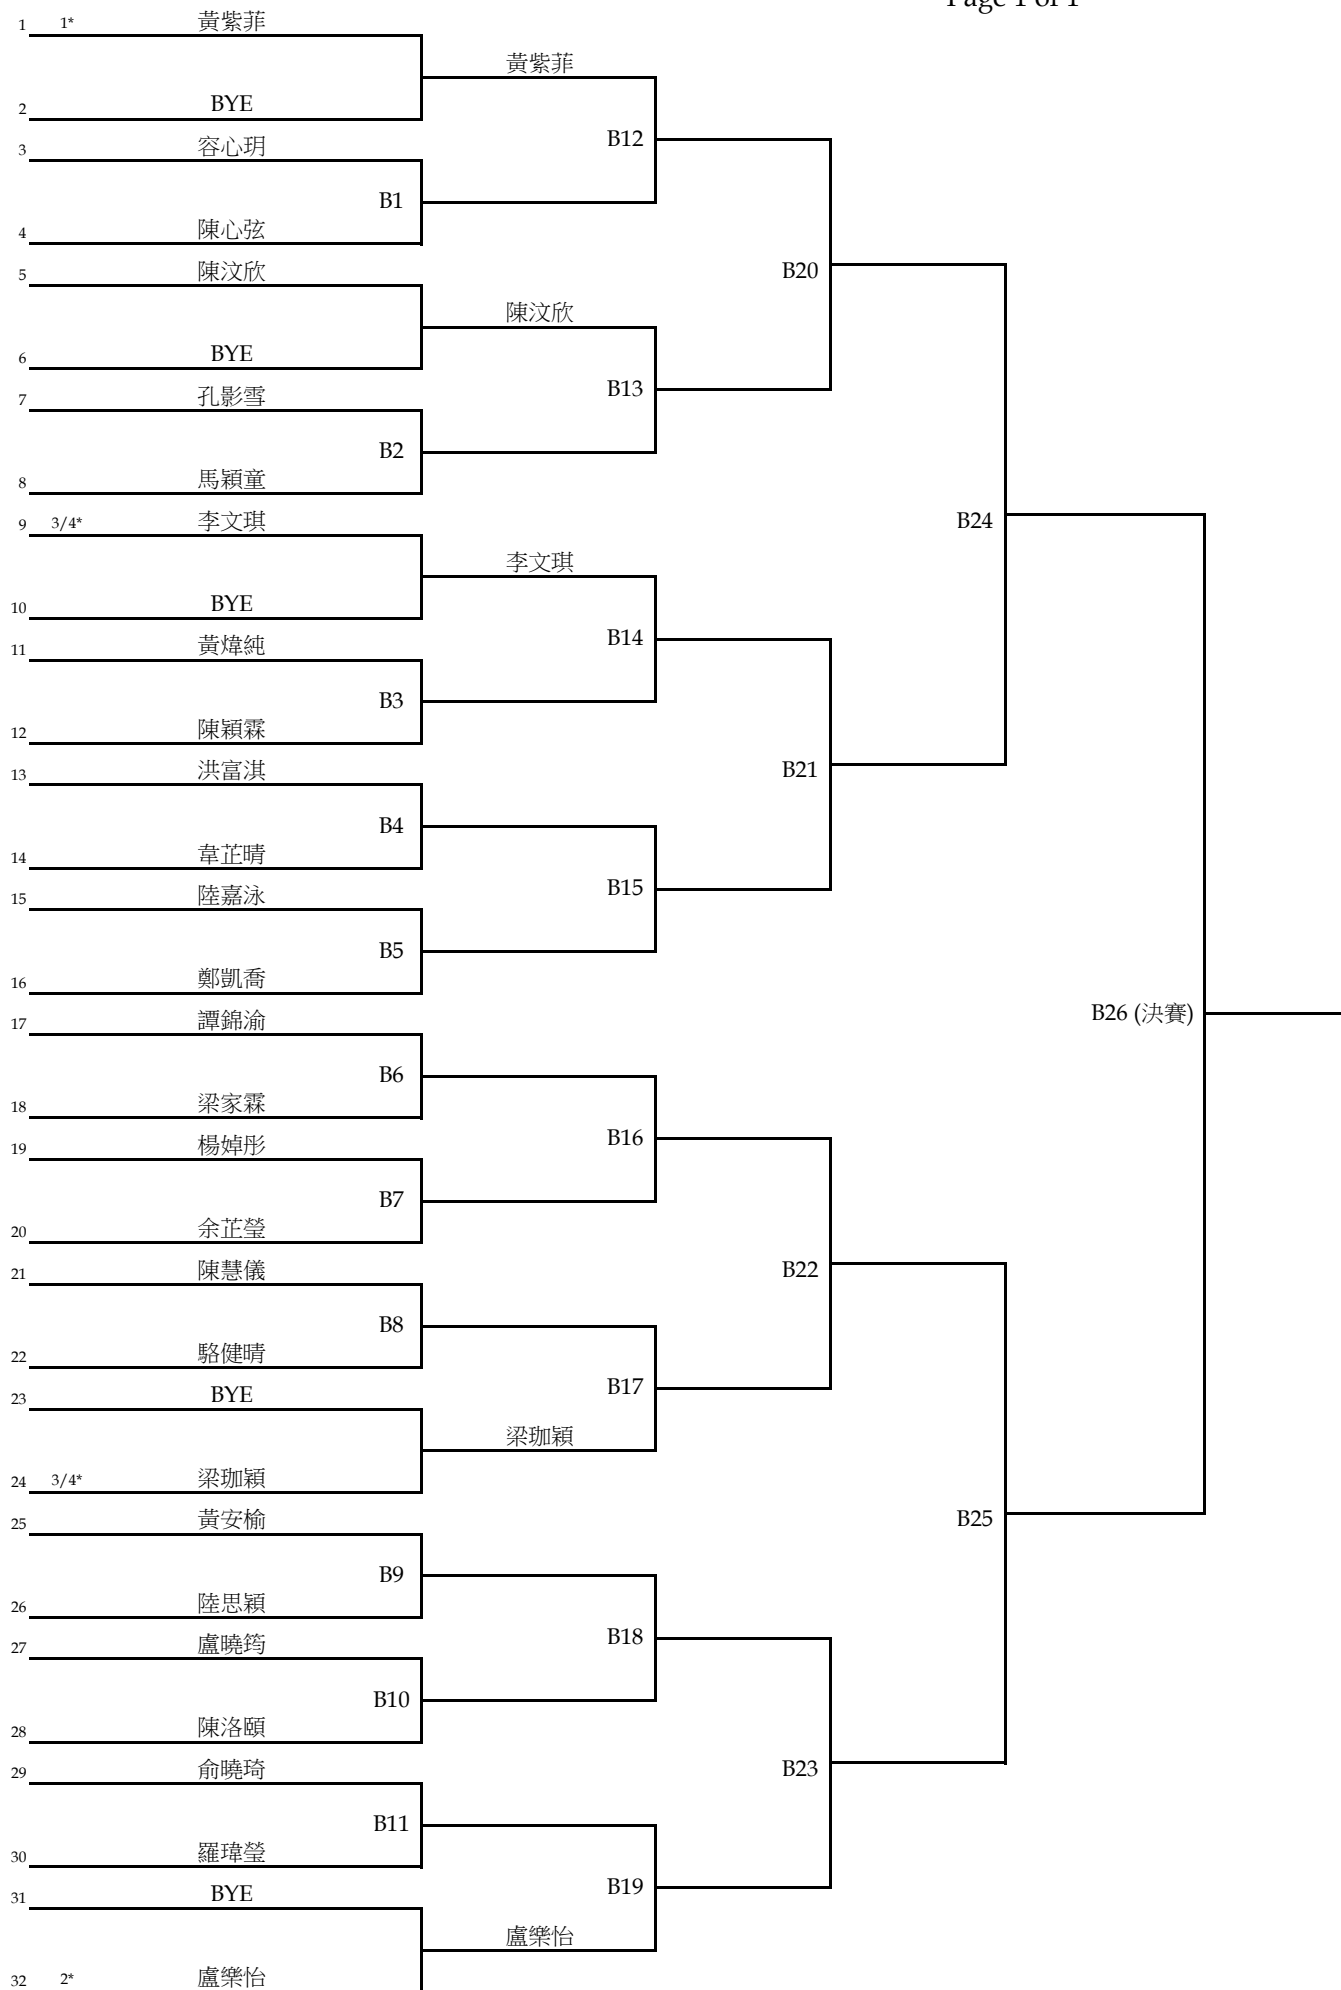 Page 1 of 1
1 1* 黃紫菲
黃紫菲
2 BYE
B12
3 容心玥
B1
4 陳心弦
5 陳汶欣
B20
陳汶欣
6 BYE
B13
7 孔影雪
B2
8 馬穎童
9 3/4* 李文琪
B24
李文琪
10 BYE
B14
11 黃煒純
B3
12 陳穎霖
13 洪富淇
B21
B4
14 韋芷晴
B15
15 陸嘉泳
B5
16 鄭凱喬
B26 (決賽)
17 譚錦渝
B6
18 梁家霖
B16
19 楊婥彤
B7
20 余芷瑩
21 陳慧儀
B22
B8
22 駱健晴
B17
23 BYE
梁珈穎
24 3/4* 梁珈穎
25 黃安榆
B25
B9
26 陸思穎
B18
27 盧曉筠
B10
28 陳洛頤
29 俞曉琦
B23
B11
30 羅瑋瑩
B19
31 BYE
盧樂怡
32 2* 盧樂怡